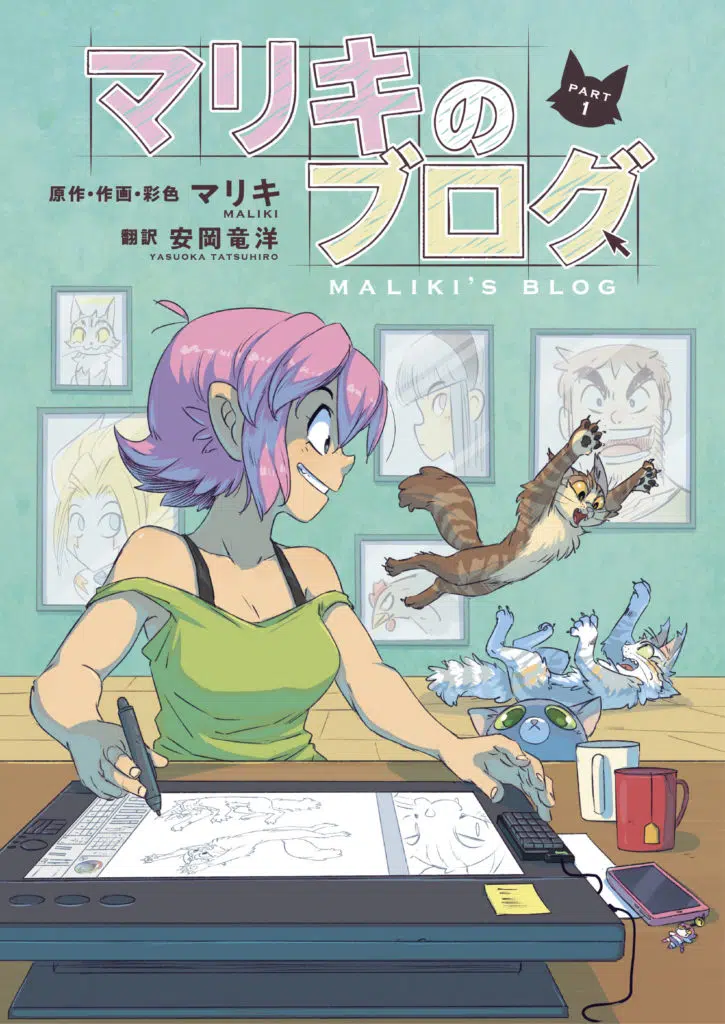 マリキの
PART
1
ブログ
原作・作画・彩色 マリキ
MALIKI
翻訳 安岡竜洋
YASUOKA TATSUHIRO
MALIKI'S BLOG